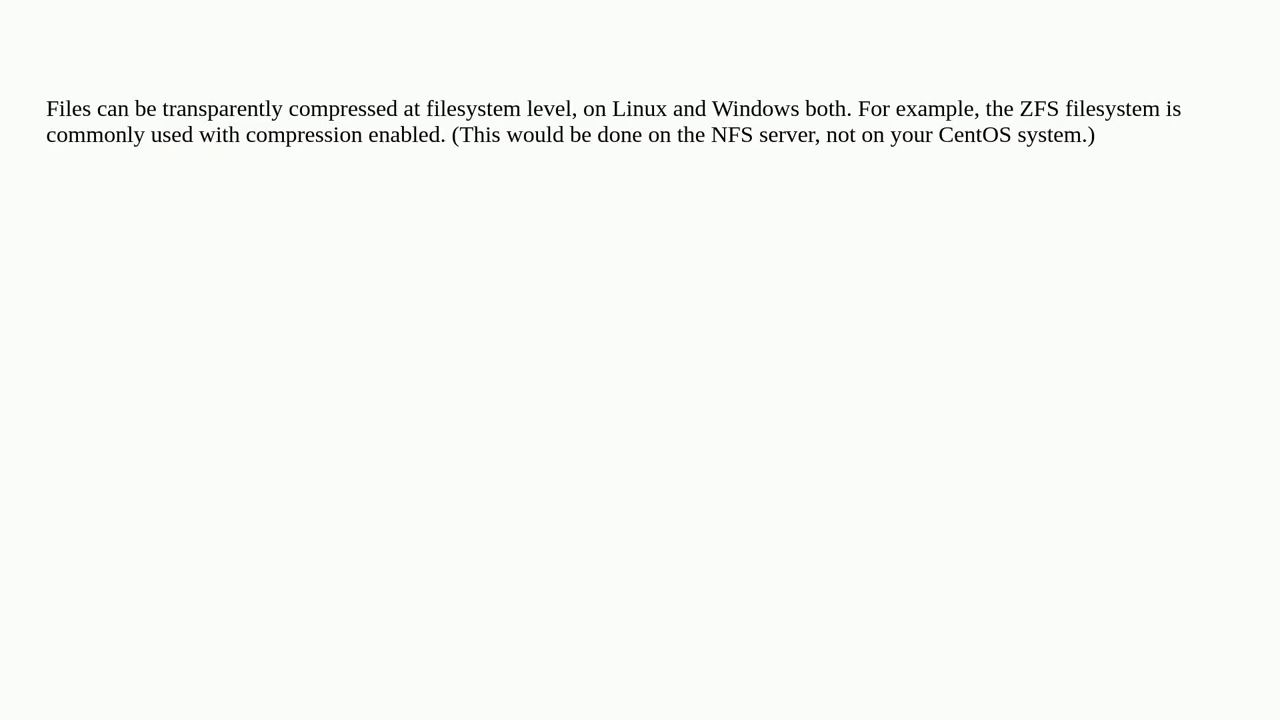 Files can be transparently compressed at filesystem level, on Linux and Windows both. For example, the ZFS filesystem is
commonly used with compression enabled. (This would be done on the NFS server, not on your CentOS system.)